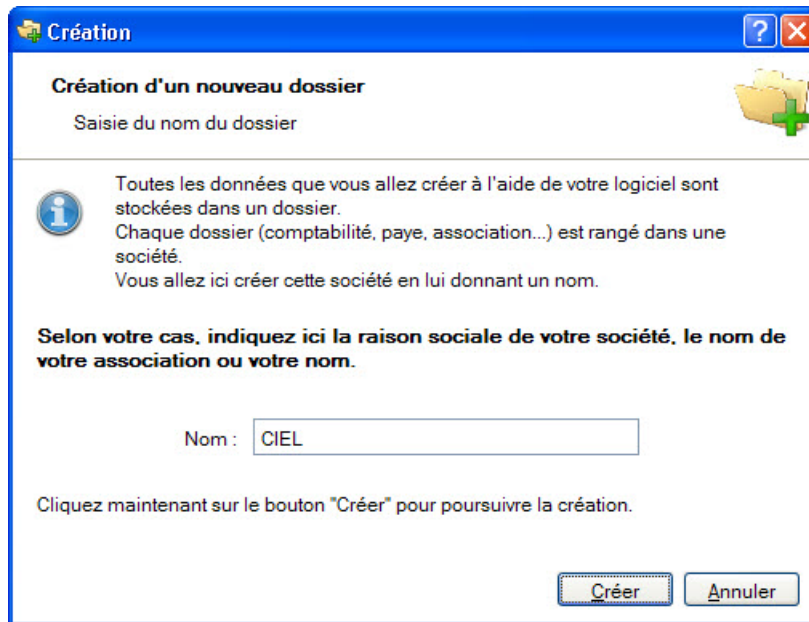 Création
Création d'un nouveau dossier
Saisie du nom du dossier
Toutes les données que vous allez créer à l'aide de votre logiciel sont
stockées dans un dossier.
Chaque dossier (comptabilité, paye, association...) est rangé dans une
société.
Vous allez ici créer cette société en lui donnant un nom.
Selon votre cas, indiquez ici la raison sociale de votre société, le nom de
votre association ou votre nom.
Nom : CIEL
Cliquez maintenant sur le bouton "Créer" pour poursuivre la création.
Créer Annuler